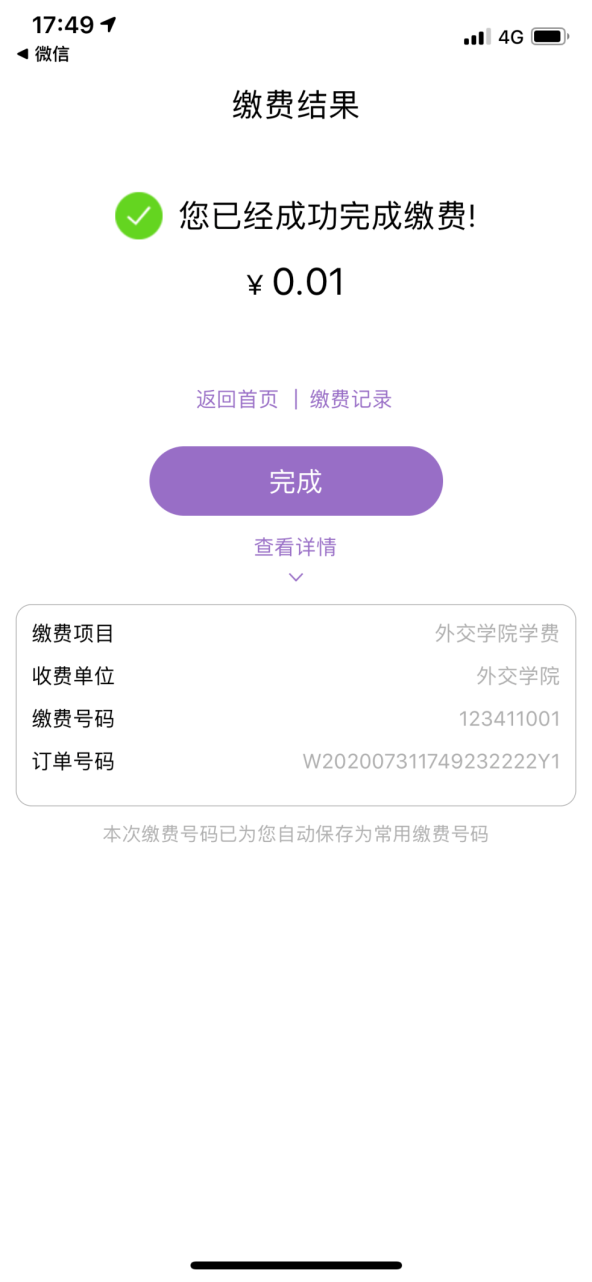 17:49
4G
微信
缴费结果
您已经成功完成缴费!
¥ 0.01
返回首页 | 缴费记录
完成
查看详情
缴费项目 外交学院学费
收费单位 外交学院
缴费号码 123411001
订单号码 W202007311749232222Y1
本次缴费号码已为您自动保存为常用缴费号码